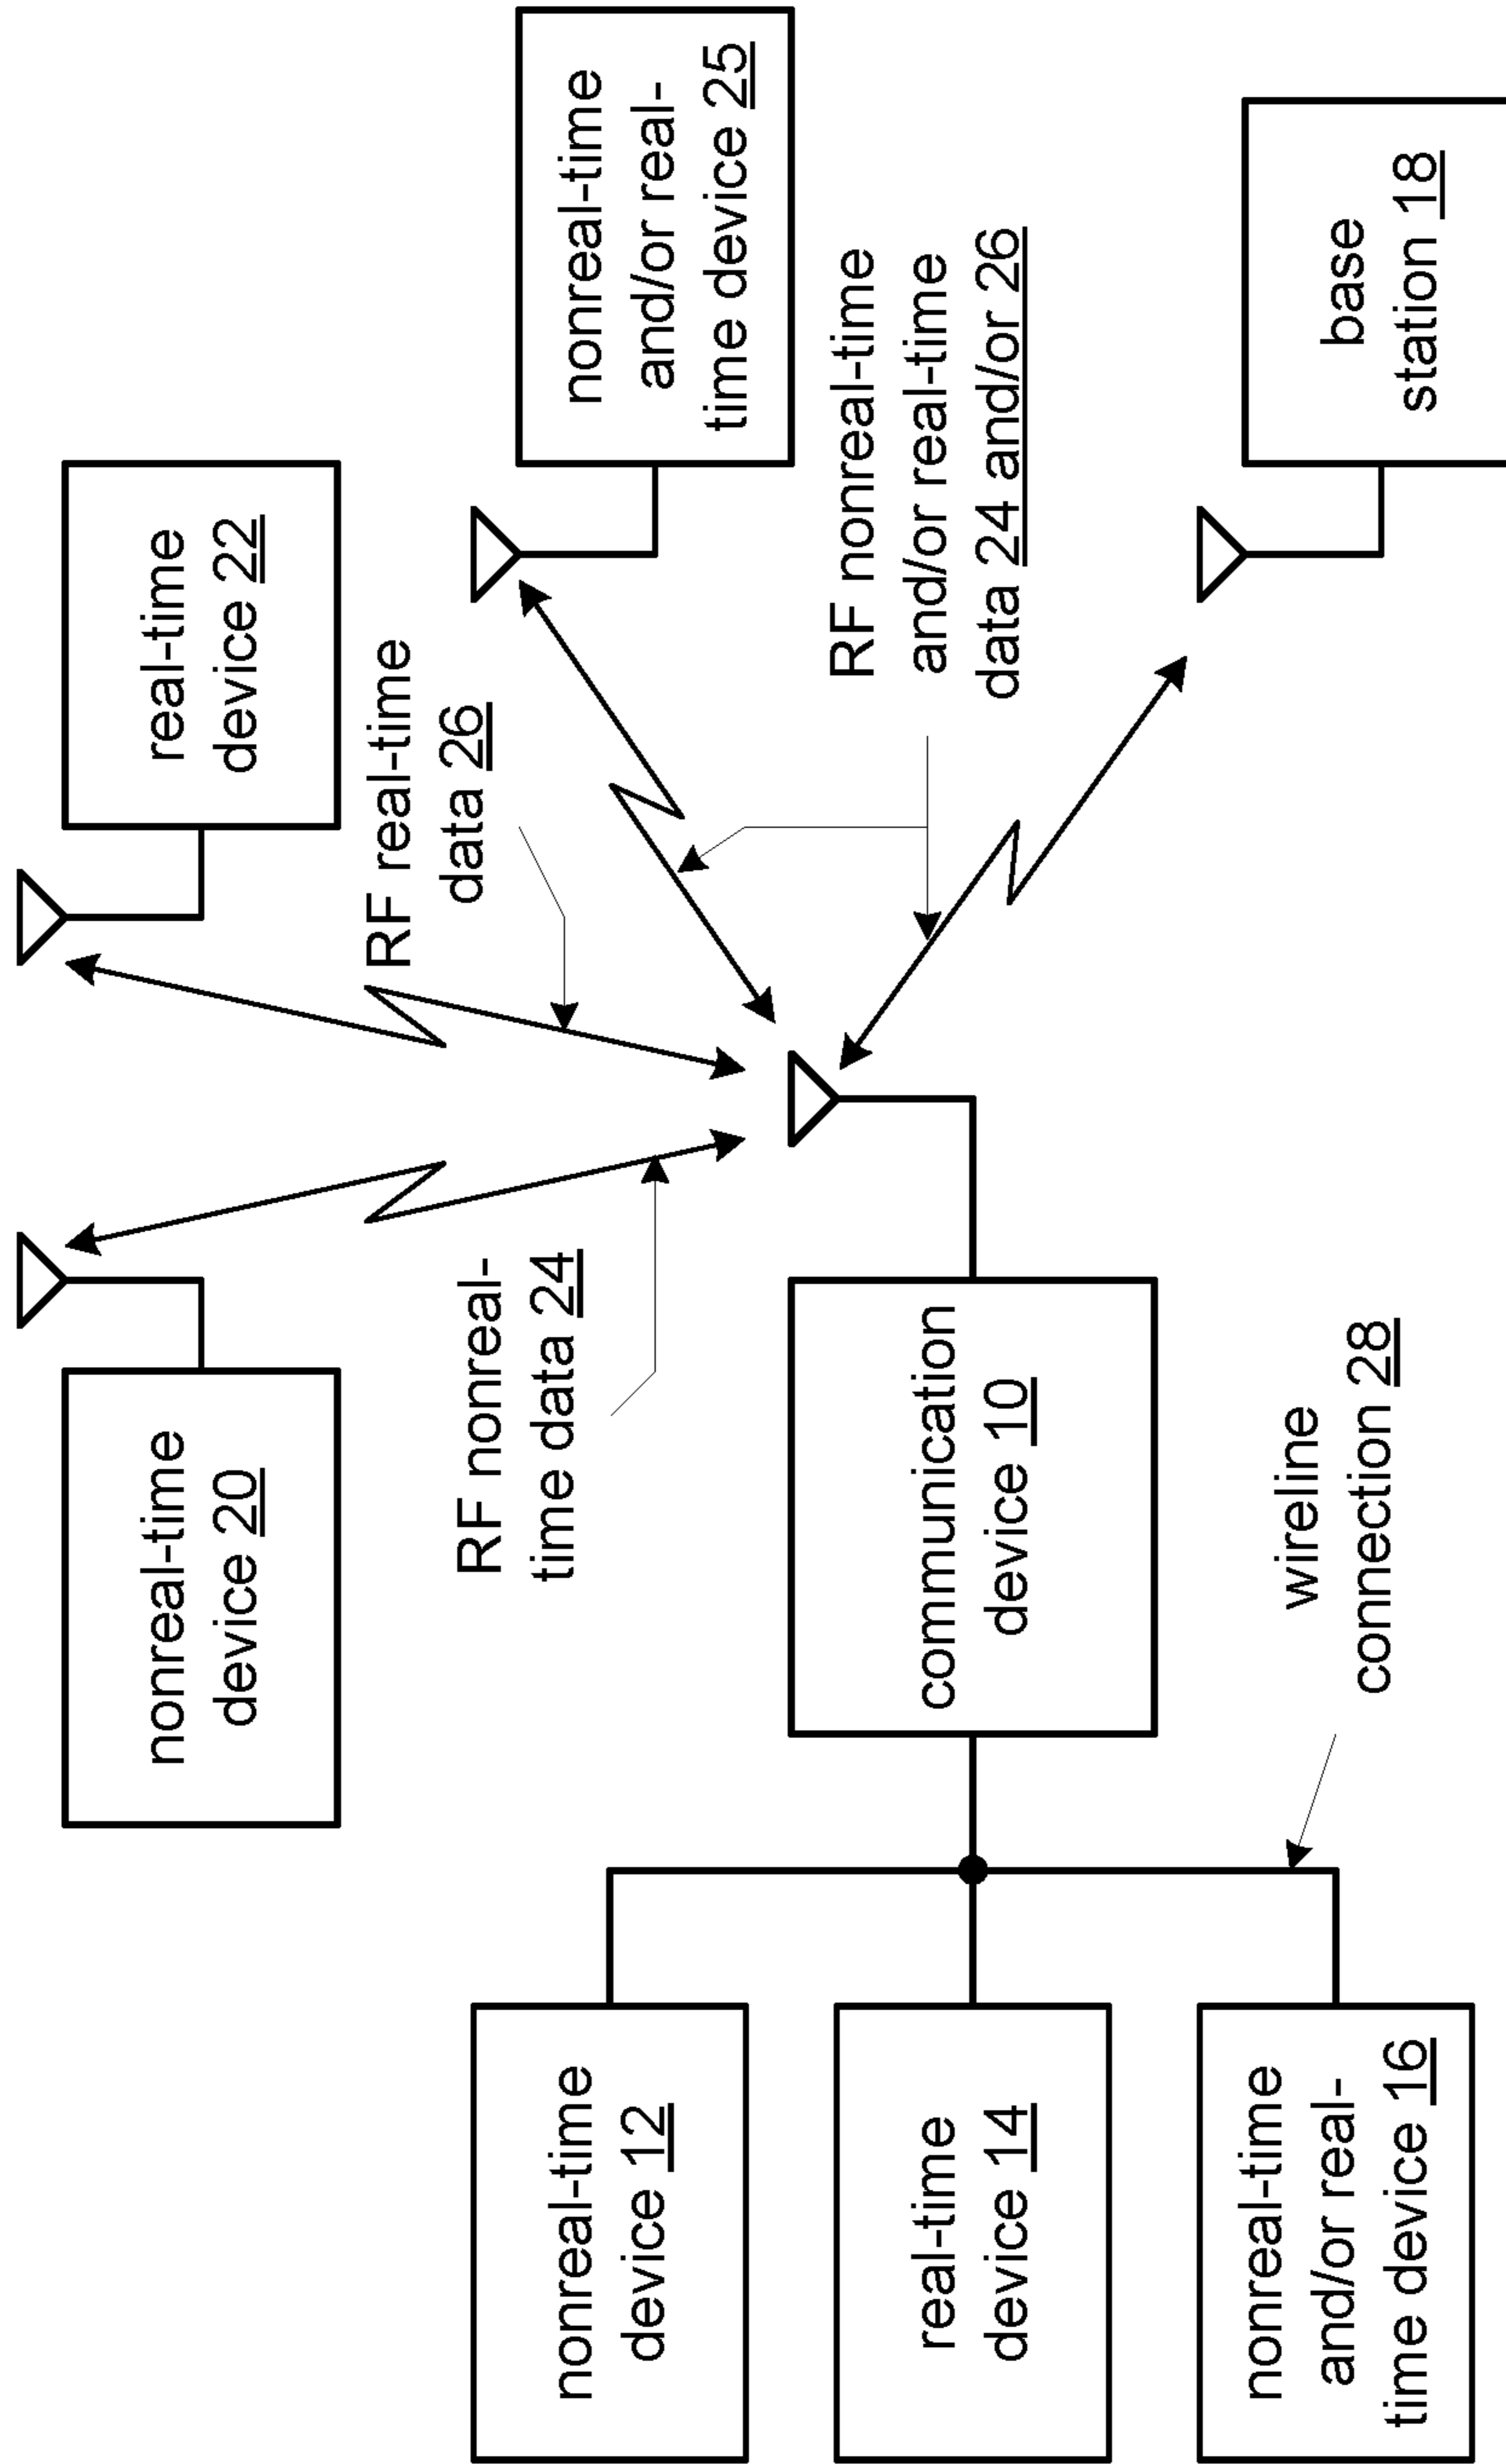 nonreal-time
device 20
real-time
device 22
RF real-time
data 26
RF nonreal-
time data 24
nonreal-time
and/or real-
time device 25
nonreal-time
device 12
real-time
device 14
nonreal-time
and/or real-
time device 16
communication
device 10
RF nonreal-time
and/or real-time
data 24 and/or 26
wireline
connection 28
base
station 18